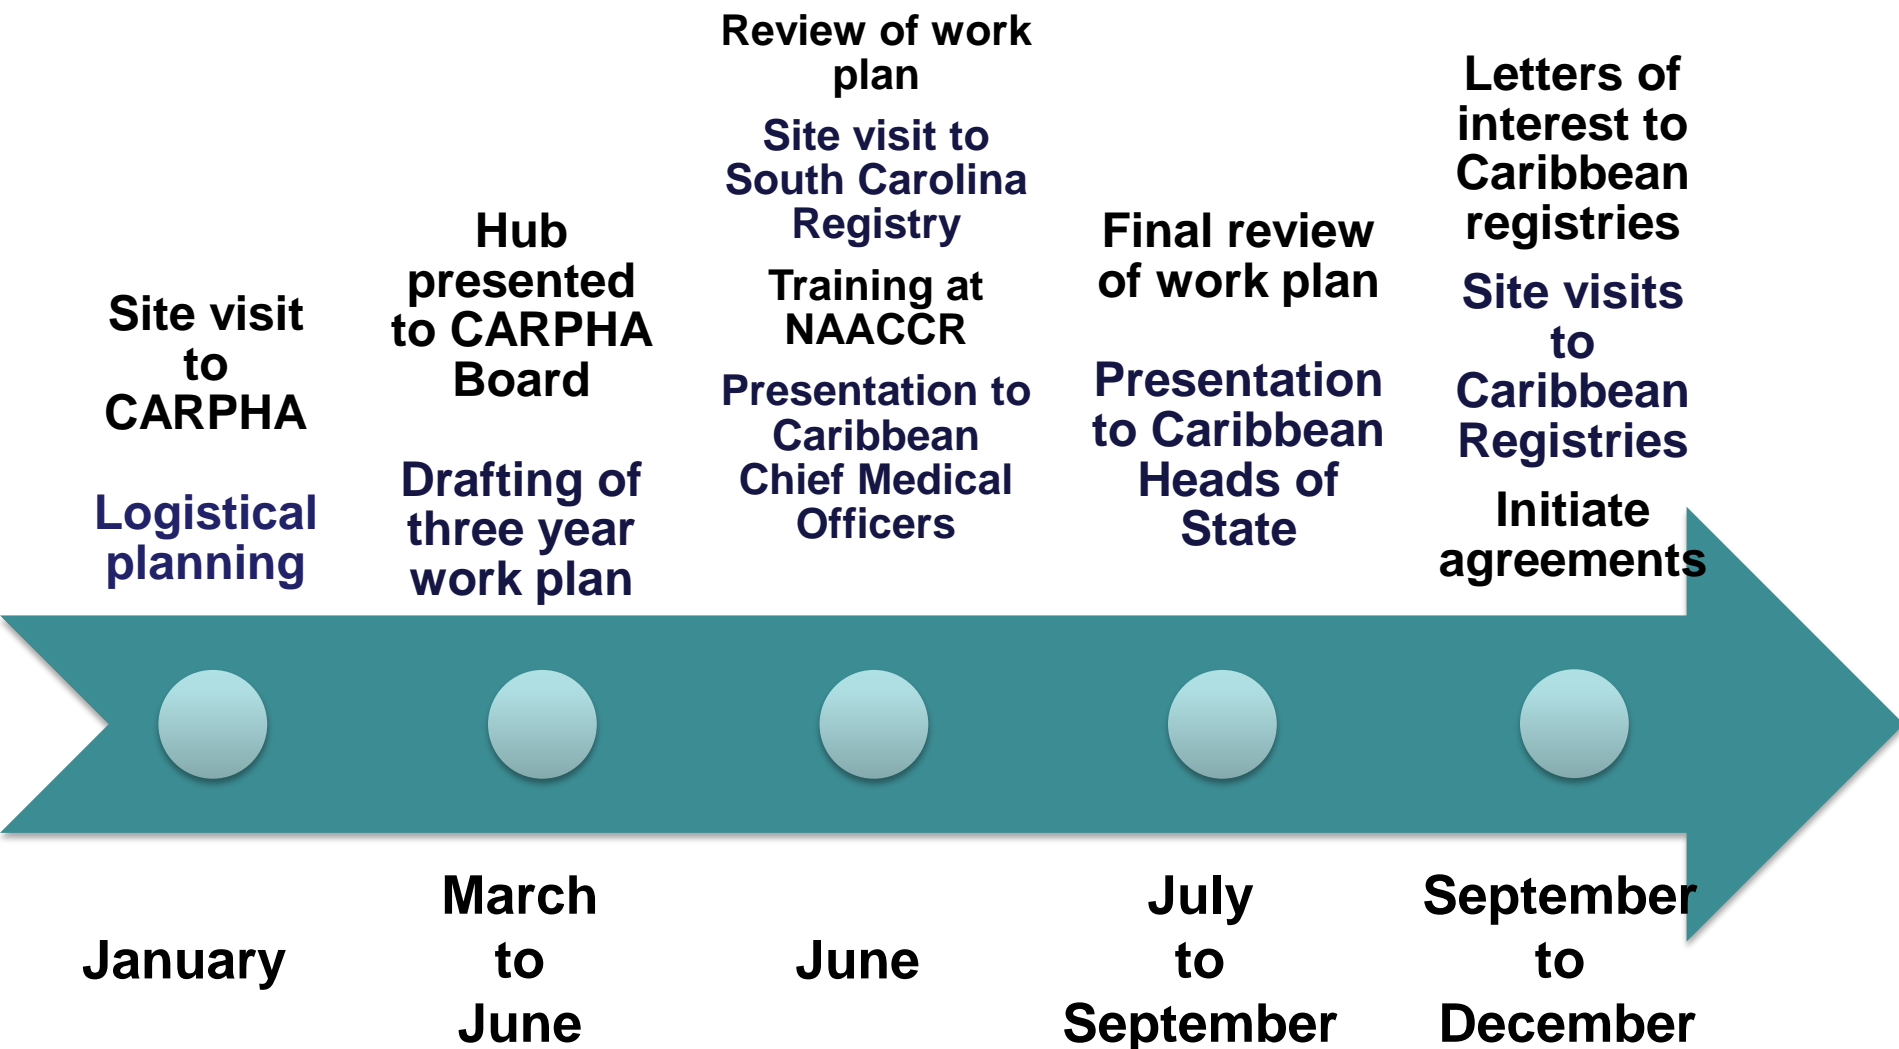 Site visit
to
CARPHA
Logistical
planning
Hub
presented
to CARPHA
Board
Drafting of
three year
work plan
Review of work
plan
Site visit to
South Carolina
Registry
Training at
NAACCR
Presentation to
Caribbean
Chief Medical
Officers
Final review
of work plan
Presentation
to Caribbean
Heads of
State
Letters of
interest to
Caribbean
registries
Site visits
to
Caribbean
Registries
Initiate
agreements
January
March
to
June
June
July
to
September
September
to
December